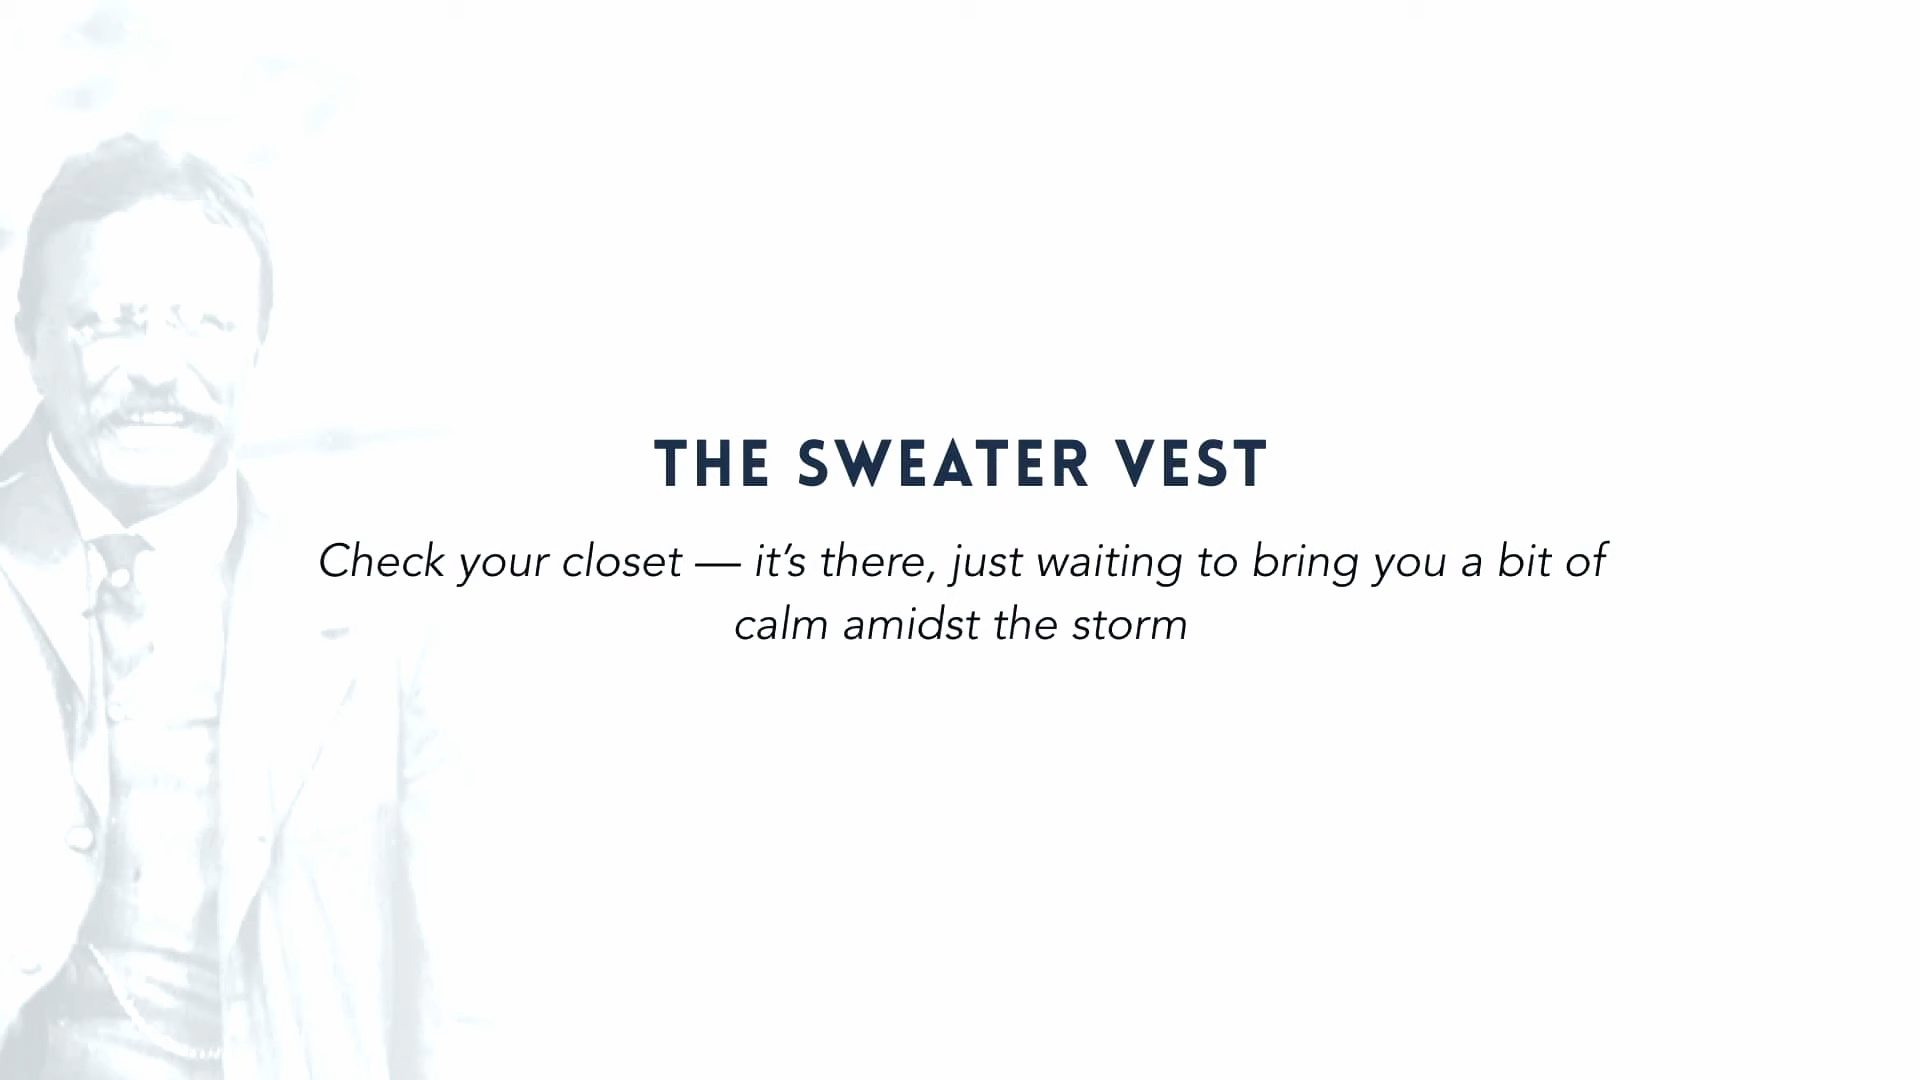 THE SWEATER VEST
Check your closet — it’s there, just waiting to bring you a bit of
calm amidst the storm